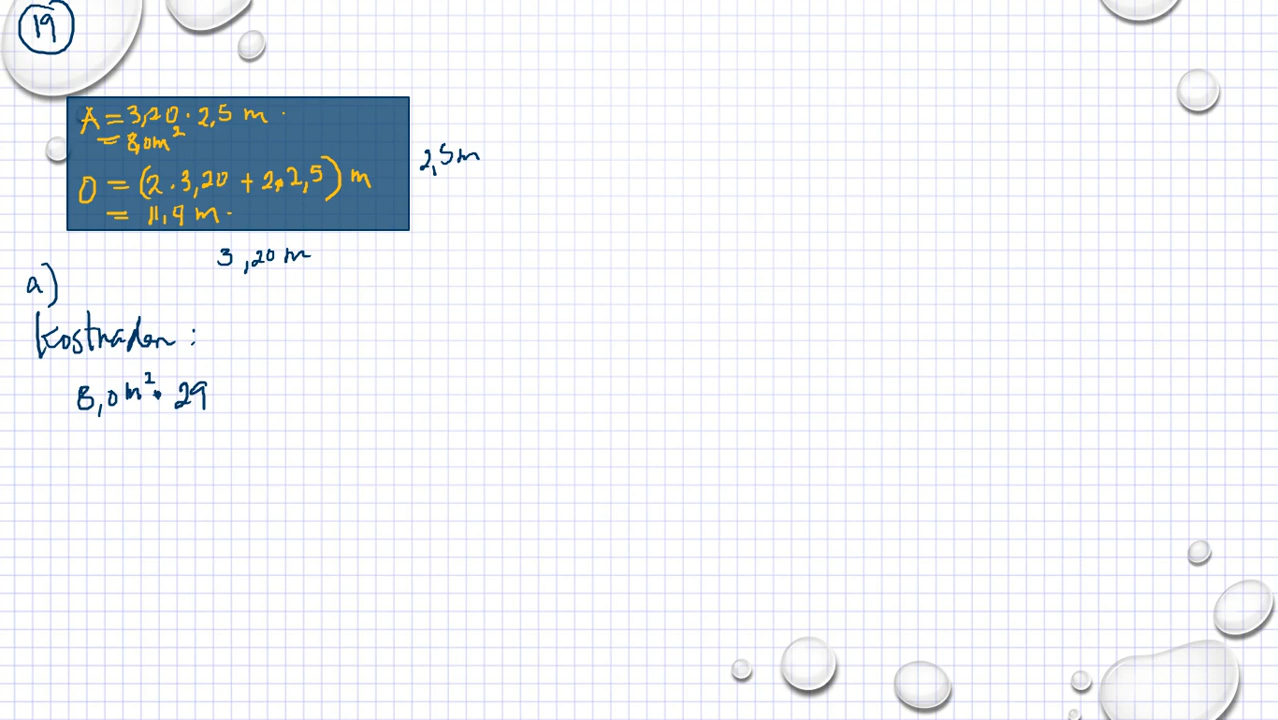 19
A = 3,20 · 2,5 m
= 8,0 m²
O = (2 · 3,20 + 2 · 2,5) m
= 11,4 m
2,5 m
3,20 m
a)
Kostnaden :
8,0 m² · 29